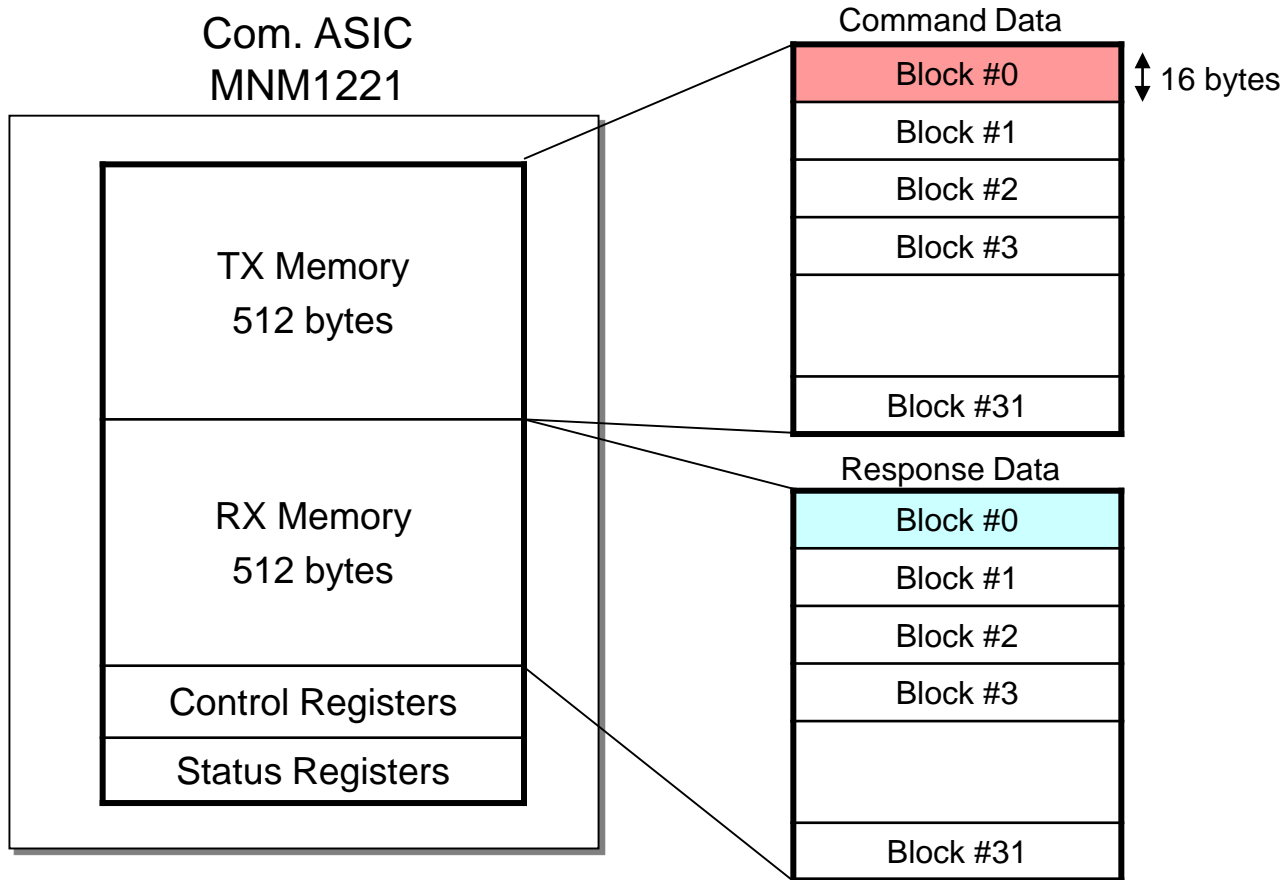 Com. ASIC
MNM1221
TX Memory
512 bytes
RX Memory
512 bytes
Control Registers
Status Registers
Command Data
Block #0
16 bytes
Block #1
Block #2
Block #3
Block #31
Response Data
Block #0
Block #1
Block #2
Block #3
Block #31